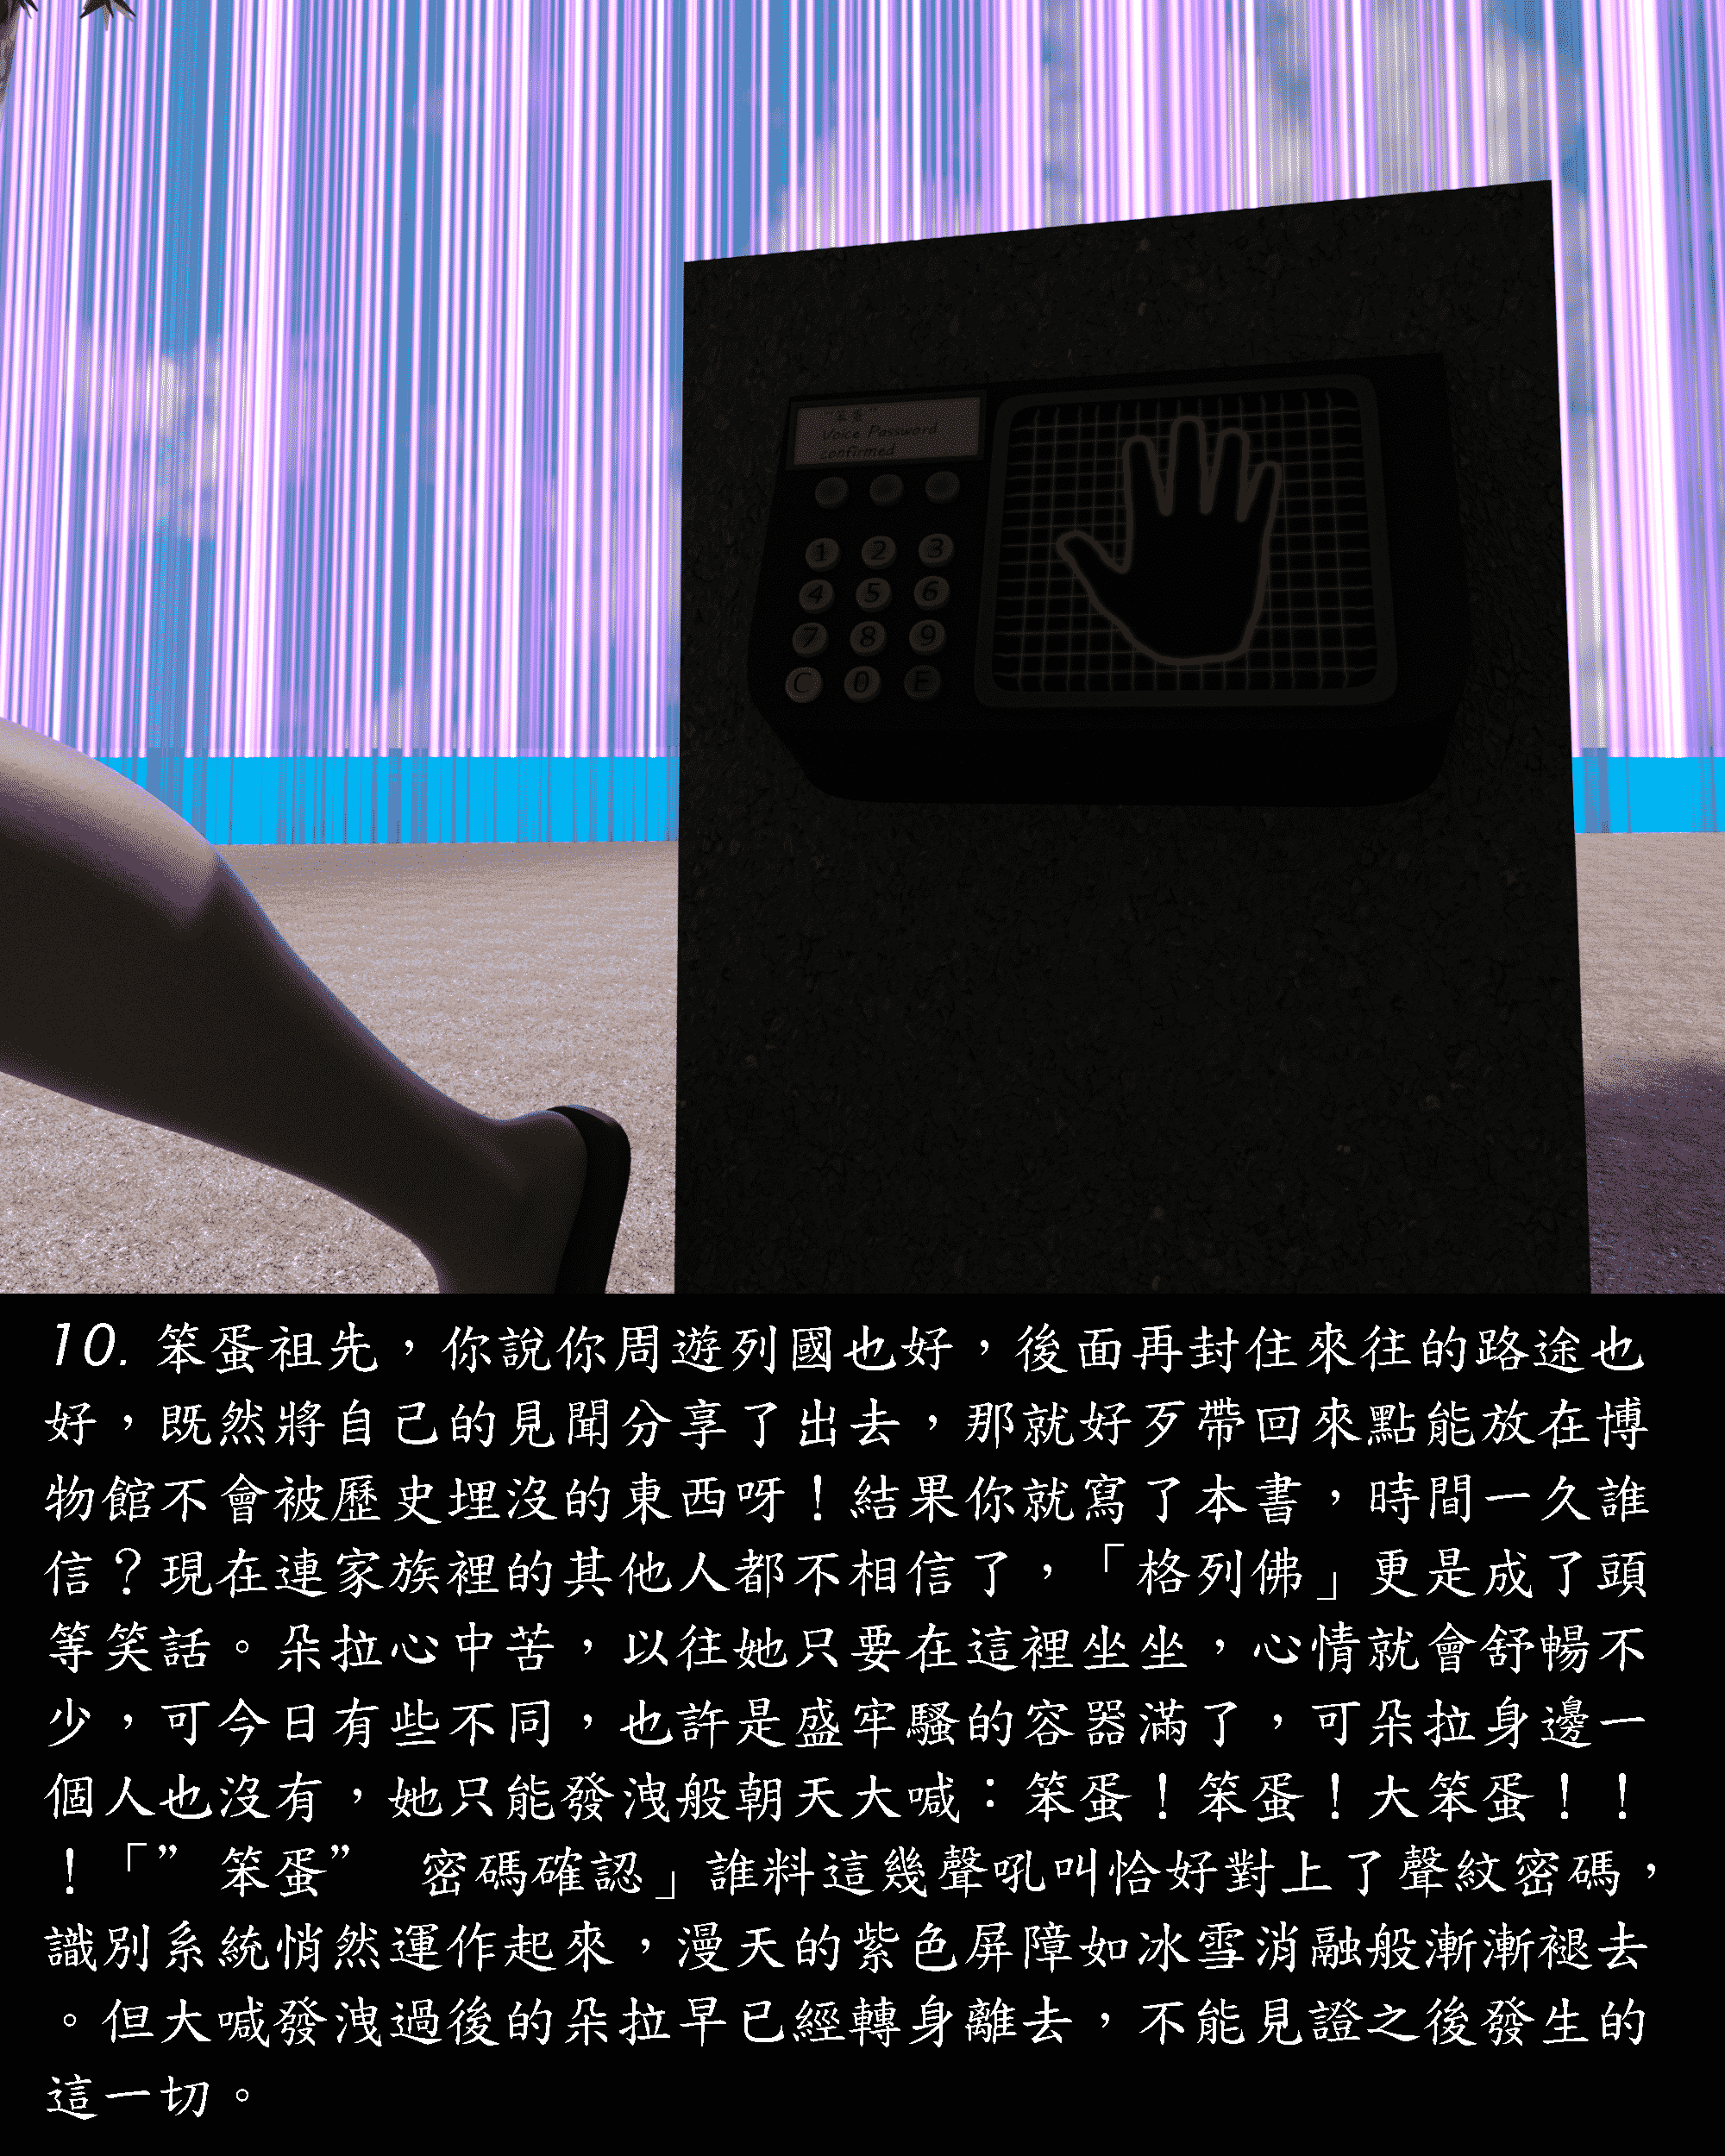 "笨蛋"
Voice Password
confirmed
1 2 3
4 5 6
7 8 9
C 0 E
10. 笨蛋祖先，你說你周遊列國也好，後面再封住來往的路途也
好，既然將自己的見聞分享了出去，那就好歹帶回來點能放在博
物館不會被歷史埋沒的東西呀！結果你就寫了本書，時間一久誰
信？現在連家族裡的其他人都不相信了，「格列佛」更是成了頭
等笑話。朵拉心中苦，以往她只要在這裡坐坐，心情就會舒暢不
少，可今日有些不同，也許是盛牢騷的容器滿了，可朵拉身邊一
個人也沒有，她只能發洩般朝天大喊：笨蛋！笨蛋！大笨蛋！！
！「”笨蛋” 密碼確認」誰料這幾聲吼叫恰好對上了聲紋密碼，
識別系統悄然運作起來，漫天的紫色屏障如冰雪消融般漸漸褪去
。但大喊發洩過後的朵拉早已經轉身離去，不能見證之後發生的
這一切。